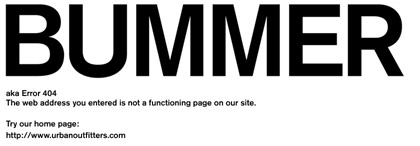 BUMMER
aka Error 404
The web address you entered is not a functioning page on our site.
Try our home page:
http://www.urbanoutfitters.com